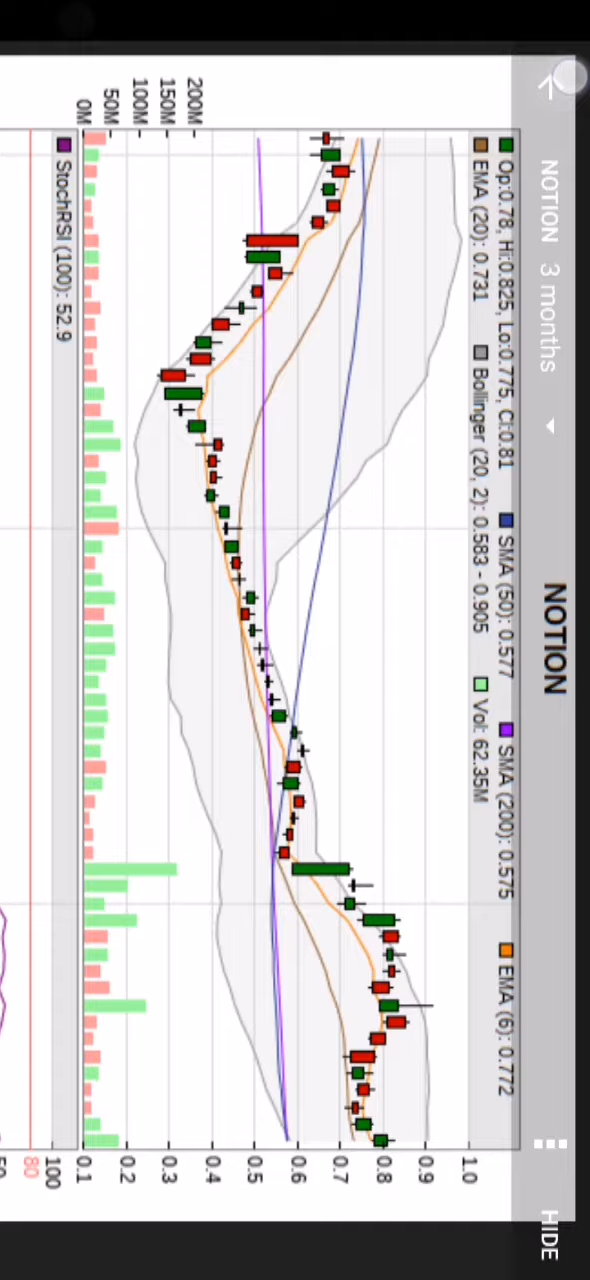 NOTION 3 months HIDE
NOTION
Op:0.78, Hi:0.825, Lo:0.775, Cl:0.81 SMA (50): 0.577 SMA (200): 0.575 EMA (6): 0.772
EMA (20): 0.731 Bollinger (20, 2): 0.583 - 0.905 Vol: 62.35M
1.0
0.9
0.8
0.7
0.6
0.5
0.4
0.3
0.2
0.1
200M
150M
100M
50M
0M
StochRSI (100): 52.9
100
80